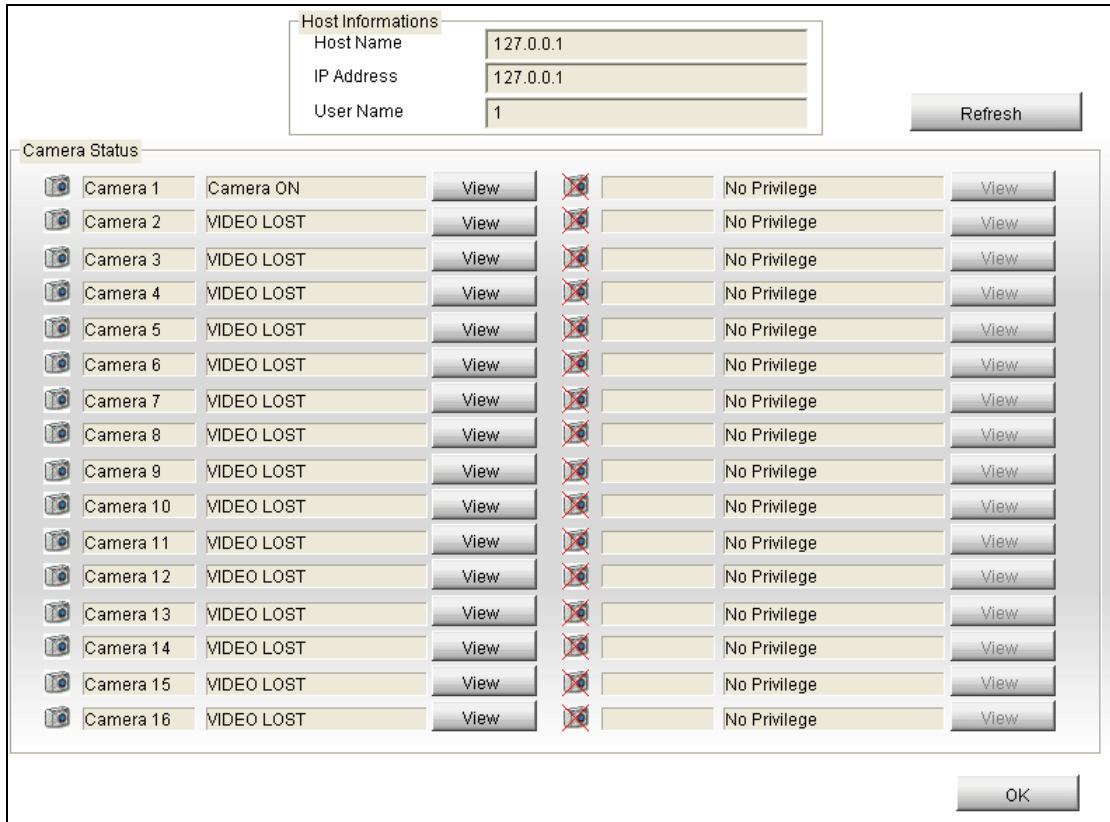 Host Informations
Host Name 127.0.0.1
IP Address 127.0.0.1
User Name 1
Refresh
Camera Status
Camera 1 Camera ON View No Privilege View
Camera 2 VIDEO LOST View No Privilege View
Camera 3 VIDEO LOST View No Privilege View
Camera 4 VIDEO LOST View No Privilege View
Camera 5 VIDEO LOST View No Privilege View
Camera 6 VIDEO LOST View No Privilege View
Camera 7 VIDEO LOST View No Privilege View
Camera 8 VIDEO LOST View No Privilege View
Camera 9 VIDEO LOST View No Privilege View
Camera 10 VIDEO LOST View No Privilege View
Camera 11 VIDEO LOST View No Privilege View
Camera 12 VIDEO LOST View No Privilege View
Camera 13 VIDEO LOST View No Privilege View
Camera 14 VIDEO LOST View No Privilege View
Camera 15 VIDEO LOST View No Privilege View
Camera 16 VIDEO LOST View No Privilege View
OK